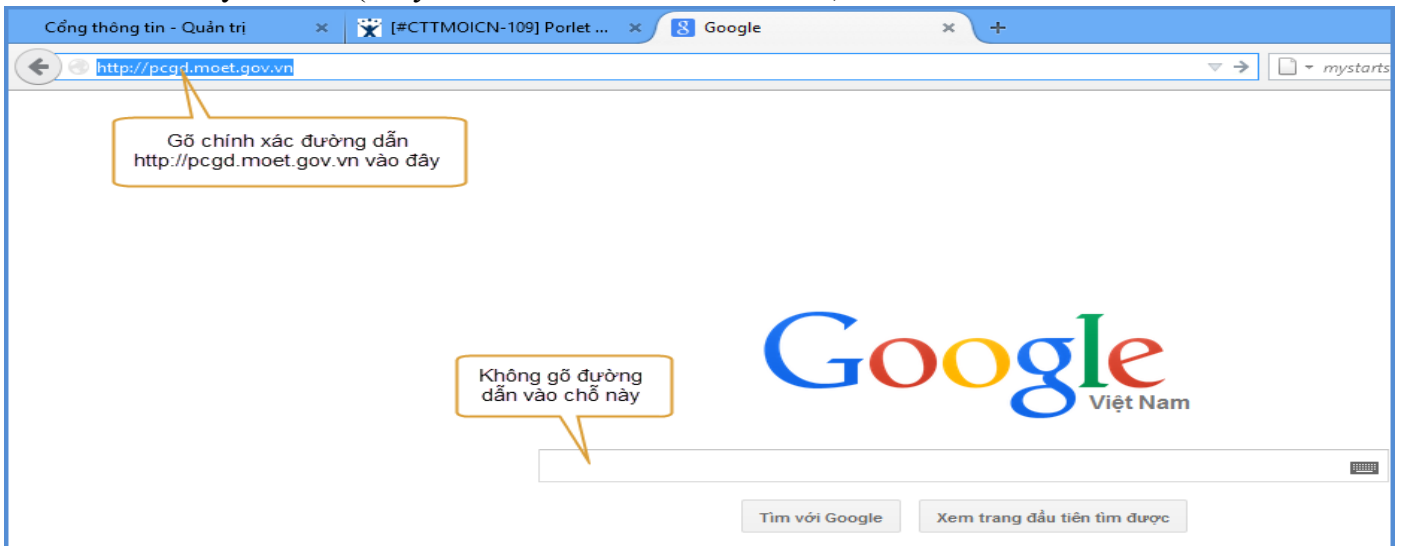 Cổng thông tin - Quản trị
[#CTTMOICN-109] Porlet ...
Google
http://pcgd.moet.gov.vn
mystarts
Gõ chính xác đường dẫn
http://pcgd.moet.gov.vn vào đây
Google
Việt Nam
Không gõ đường
dẫn vào chỗ này
Tìm với Google
Xem trang đầu tiên tìm được